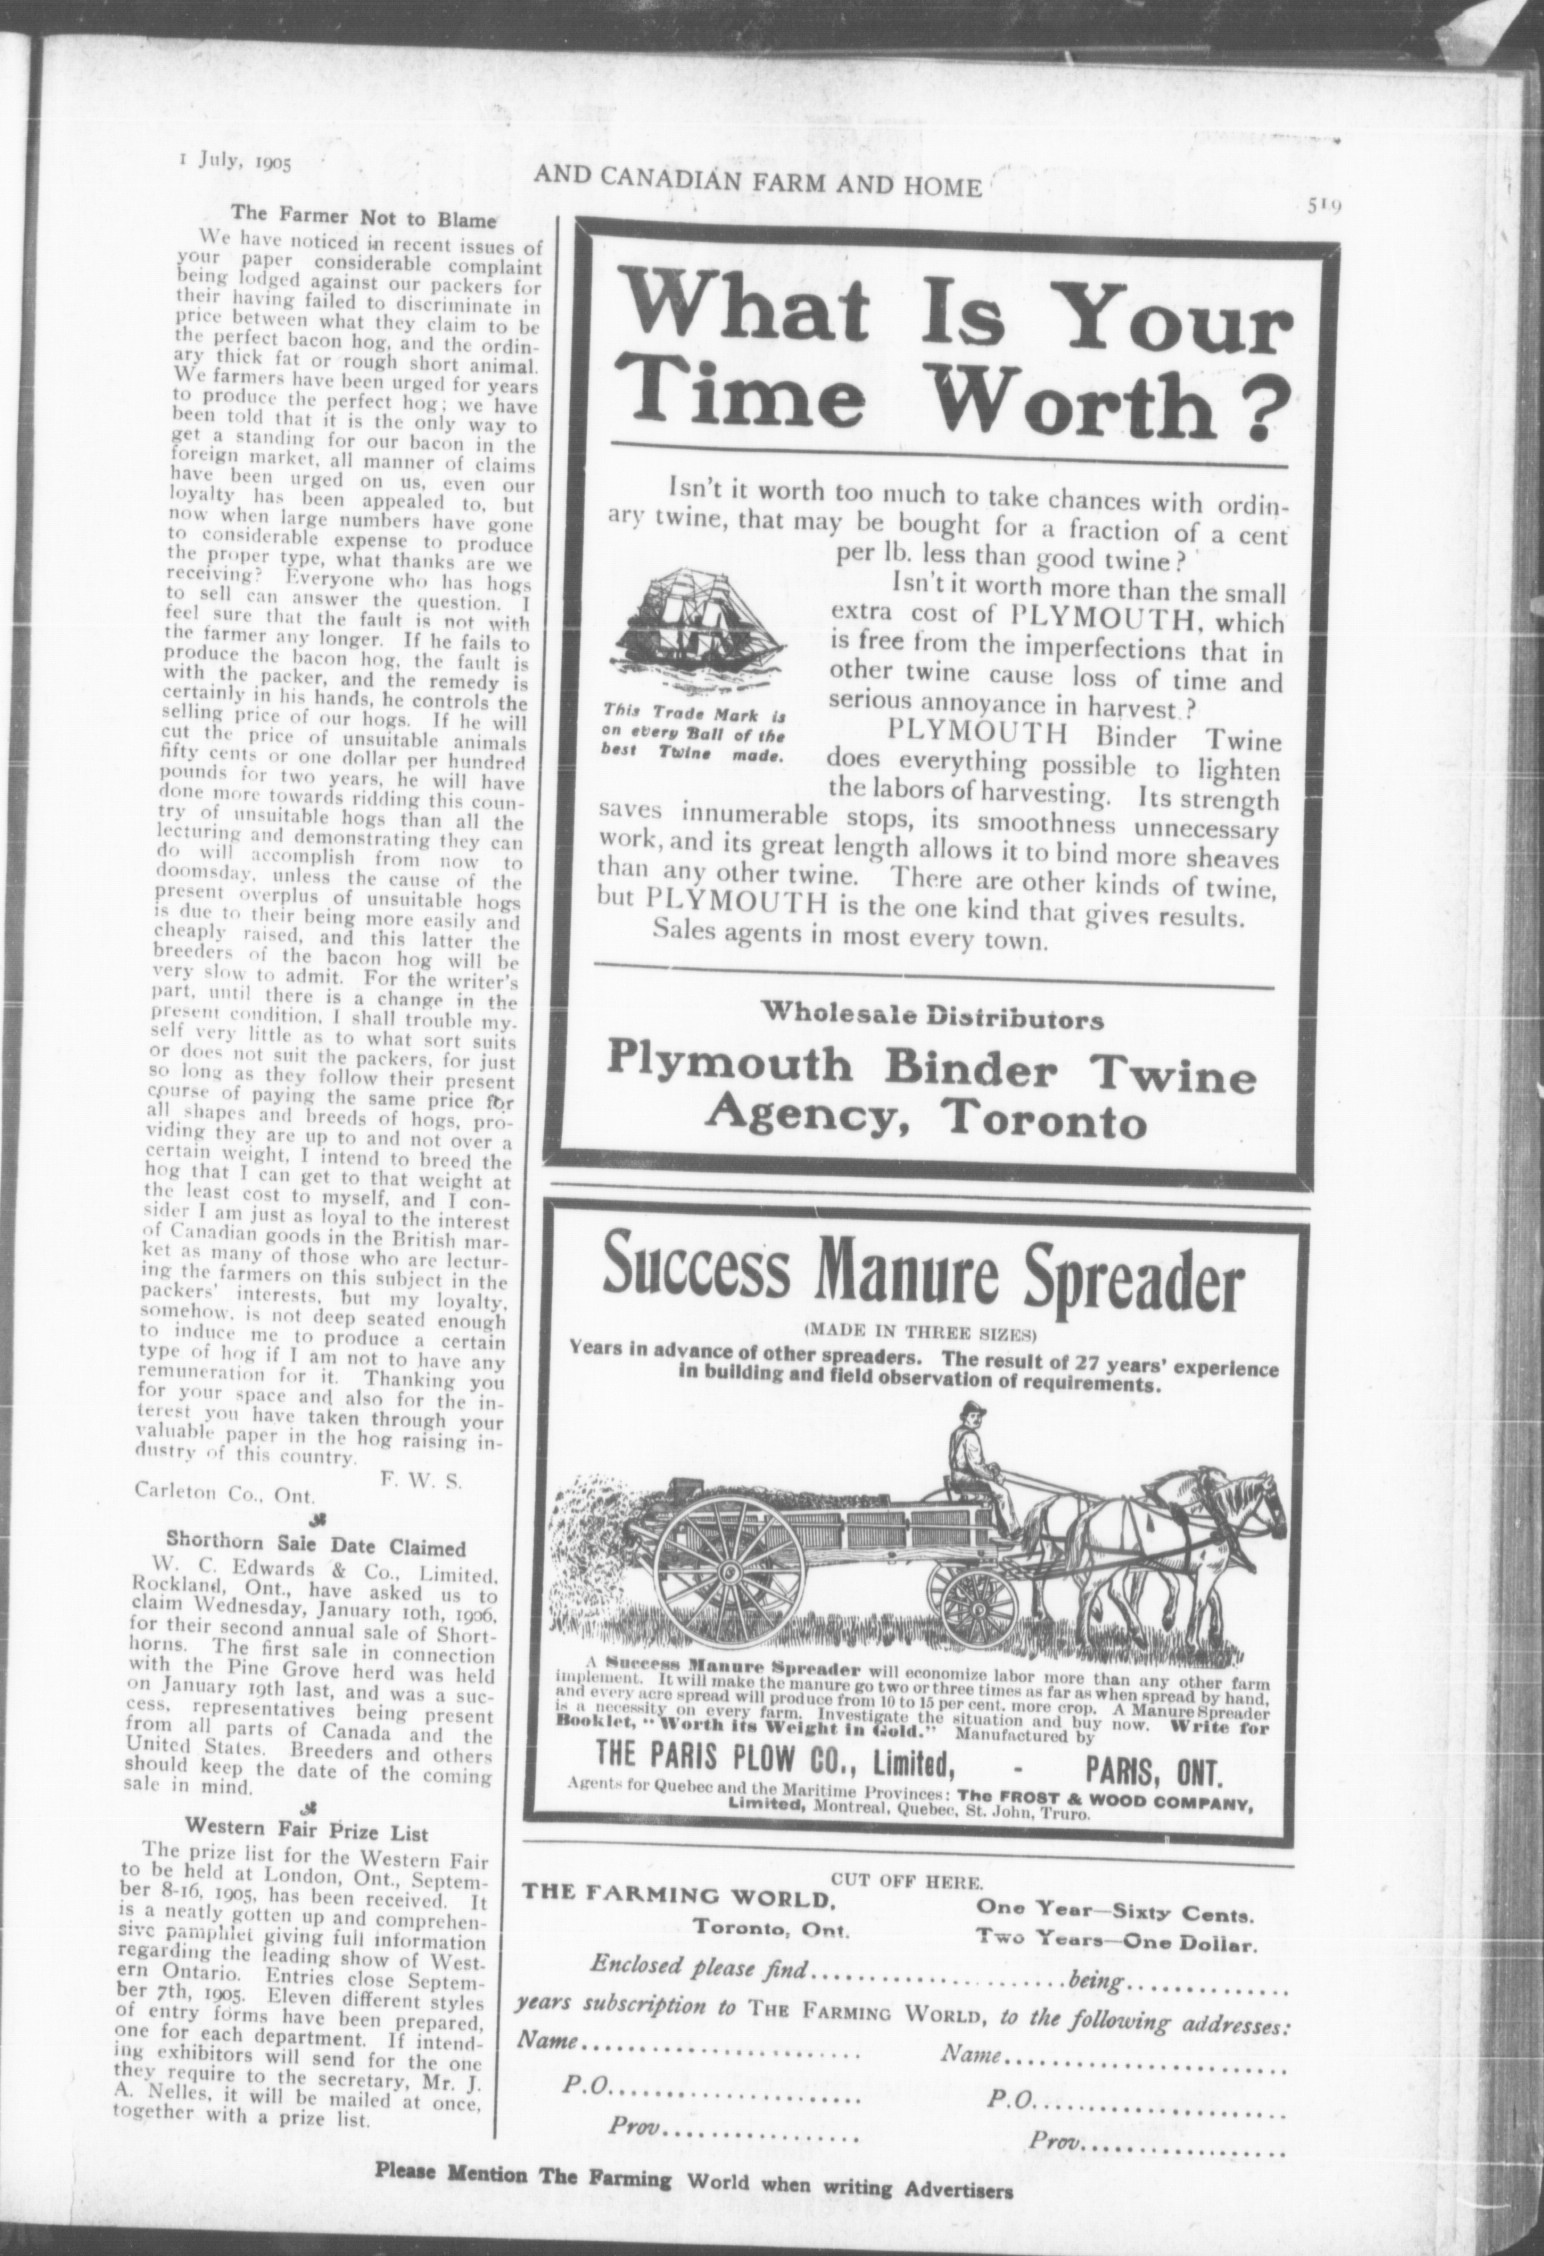 1 July, 1905
AND CANADIAN FARM AND HOME
519
The Farmer Not to Blame
We have noticed in recent issues of
your paper considerable complaint
being lodged against our packers for
their having failed to discriminate in
price between what they claim to be
the perfect bacon hog, and the ordin-
ary thick fat or rough short animal.
We farmers have been urged for years
to produce the perfect hog; we have
been told that it is the only way to
get a standing for our bacon in the
foreign market, all manner of claims
have been urged on us, even our
loyalty has been appealed to, but
now when large numbers have gone
to considerable expense to produce
the proper type, what thanks are we
receiving? Everyone who has hogs
to sell can answer the question. I
feel sure that the fault is not with
the farmer any longer. If he fails to
produce the bacon hog, the fault is
with the packer, and the remedy is
certainly in his hands, he controls the
selling price of our hogs. If he will
cut the price of unsuitable animals
fifty cents or one dollar per hundred
pounds for two years, he will have
done more towards ridding this coun-
try of unsuitable hogs than all the
lecturing and demonstrating they can
do will accomplish from now to
doomsday, unless the cause of the
present overplus of unsuitable hogs
is due to their being more easily and
cheaply raised, and this latter the
breeders of the bacon hog will be
very slow to admit. For the writer's
part, until there is a change in the
present condition, I shall trouble my-
self very little as to what sort suits
or does not suit the packers, for just
so long as they follow their present
course of paying the same price for
all shapes and breeds of hogs, pro-
viding they are up to and not over a
certain weight, I intend to breed the
hog that I can get to that weight at
the least cost to myself, and I con-
sider I am just as loyal to the interest
of Canadian goods in the British mar-
ket as many of those who are lectur-
ing the farmers on this subject in the
packers' interests, but my loyalty,
somehow, is not deep seated enough
to induce me to produce a certain
type of hog if I am not to have any
remuneration for it. Thanking you
for your space and also for the in-
terest you have taken through your
valuable paper in the hog raising in-
dustry of this country.
F. W. S.
Carleton Co., Ont.
Shorthorn Sale Date Claimed
W. C. Edwards & Co., Limited,
Rockland, Ont., have asked us to
claim Wednesday, January 10th, 1906,
for their second annual sale of Short-
horns. The first sale in connection
with the Pine Grove herd was held
on January 19th last, and was a suc-
cess, representatives being present
from all parts of Canada and the
United States. Breeders and others
should keep the date of the coming
sale in mind.
Western Fair Prize List
The prize list for the Western Fair
to be held at London, Ont., Septem-
ber 8-16, 1905, has been received. It
is a neatly gotten up and comprehen-
sive pamphlet giving full information
regarding the leading show of West-
ern Ontario. Entries close Septem-
ber 7th, 1905. Eleven different styles
of entry forms have been prepared,
one for each department. If intend-
ing exhibitors will send for the one
they require to the secretary, Mr. J.
A. Nelles, it will be mailed at once,
together with a prize list.
What Is Your
Time Worth?
Isn't it worth too much to take chances with ordin-
ary twine, that may be bought for a fraction of a cent
per lb. less than good twine?
Isn't it worth more than the small
extra cost of PLYMOUTH, which
is free from the imperfections that in
other twine cause loss of time and
serious annoyance in harvest?
This Trade Mark is
on every Ball of the
best Twine made.
PLYMOUTH Binder Twine
does everything possible to lighten
the labors of harvesting. Its strength
saves innumerable stops, its smoothness unnecessary
work, and its great length allows it to bind more sheaves
than any other twine. There are other kinds of twine,
but PLYMOUTH is the one kind that gives results.
Sales agents in most every town.
Wholesale Distributors
Plymouth Binder Twine
Agency, Toronto
Success Manure Spreader
(MADE IN THREE SIZES)
Years in advance of other spreaders. The result of 27 years' experience
in building and field observation of requirements.
A Success Manure Spreader will economize labor more than any other farm
implement. It will make the manure go two or three times as far as when spread by hand,
and every acre spread will produce from 10 to 15 per cent. more crop. A Manure Spreader
is a necessity on every farm. Investigate the situation and buy now. Write for
Booklet, "Worth its Weight in Gold." Manufactured by
THE PARIS PLOW CO., Limited, - PARIS, ONT.
Agents for Quebec and the Maritime Provinces: The FROST & WOOD COMPANY,
Limited, Montreal, Quebec, St. John, Truro.
CUT OFF HERE.
THE FARMING WORLD,
Toronto, Ont.
One Year—Sixty Cents.
Two Years—One Dollar.
Enclosed please find........................being..............
years subscription to THE FARMING WORLD, to the following addresses:
Name........................ Name........................
P.O........................ P.O........................
Prov.................. Prov..................
Please Mention The Farming World when writing Advertisers